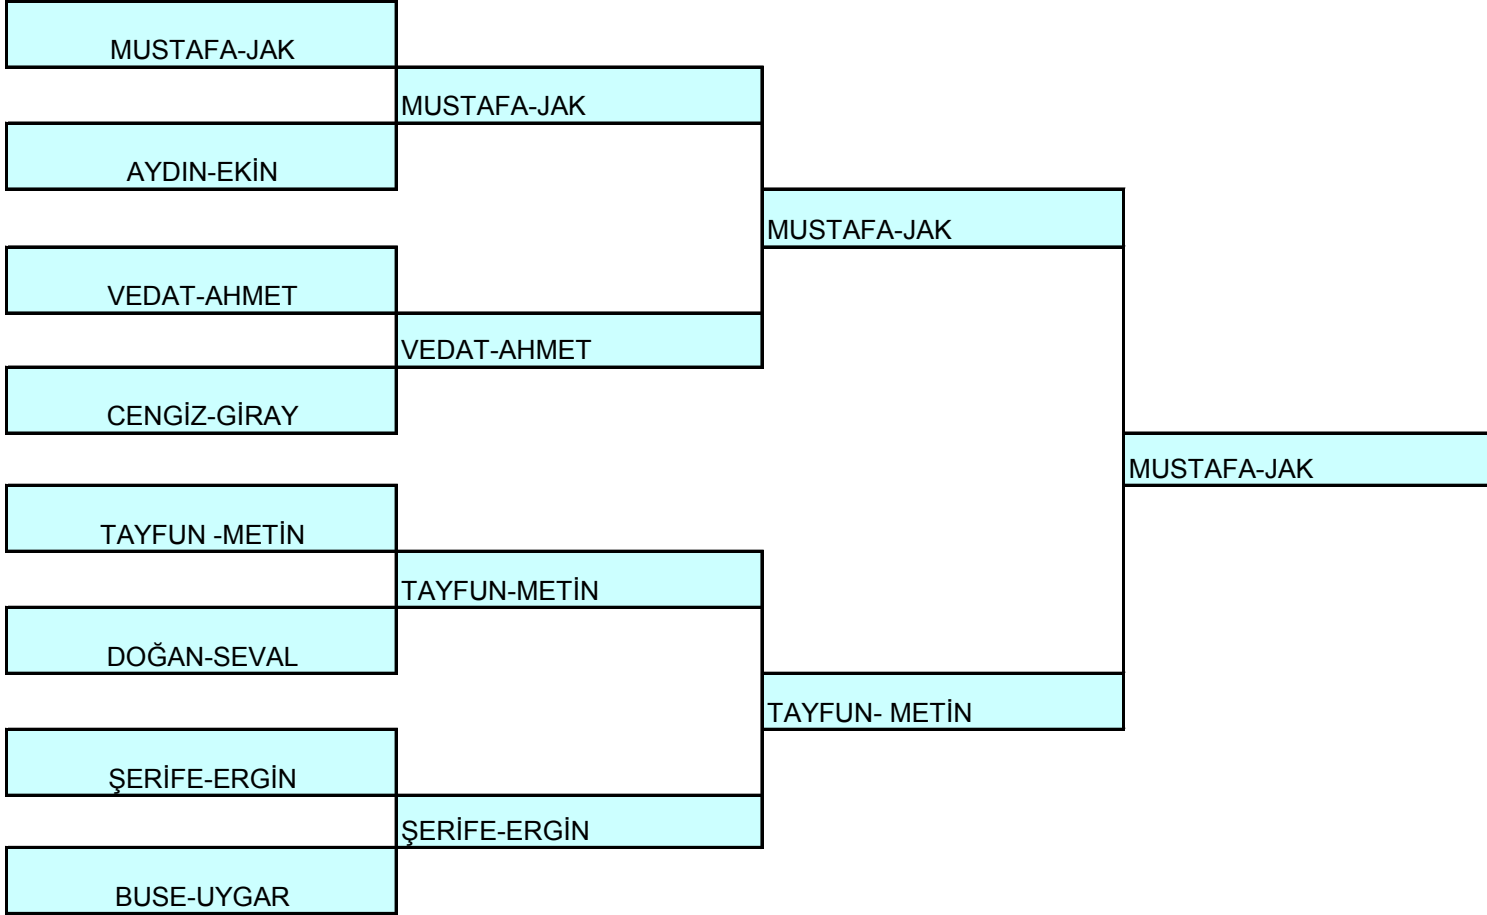 MUSTAFA-JAK
MUSTAFA-JAK
AYDIN-EKİN
MUSTAFA-JAK
VEDAT-AHMET
VEDAT-AHMET
CENGİZ-GİRAY
MUSTAFA-JAK
TAYFUN -METİN
TAYFUN-METİN
DOĞAN-SEVAL
TAYFUN- METİN
ŞERİFE-ERGİN
ŞERİFE-ERGİN
BUSE-UYGAR